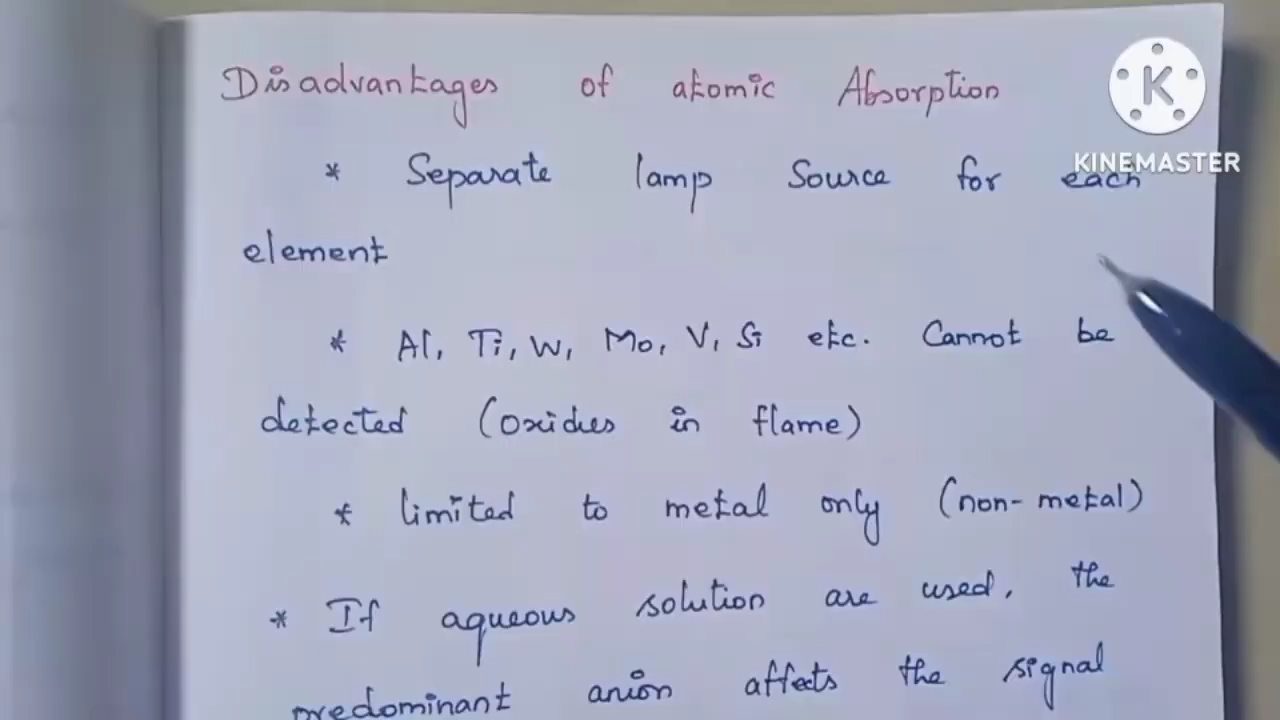 Disadvantages of atomic Absorption
K
KINEMASTER
* Separate lamp Source for each
element
* Al, Ti, W, Mo, V, Si etc. Cannot be
detected (oxides in flame)
* limited to metal only (non-metal)
* If aqueous solution are used, the
predominant anion affects the signal